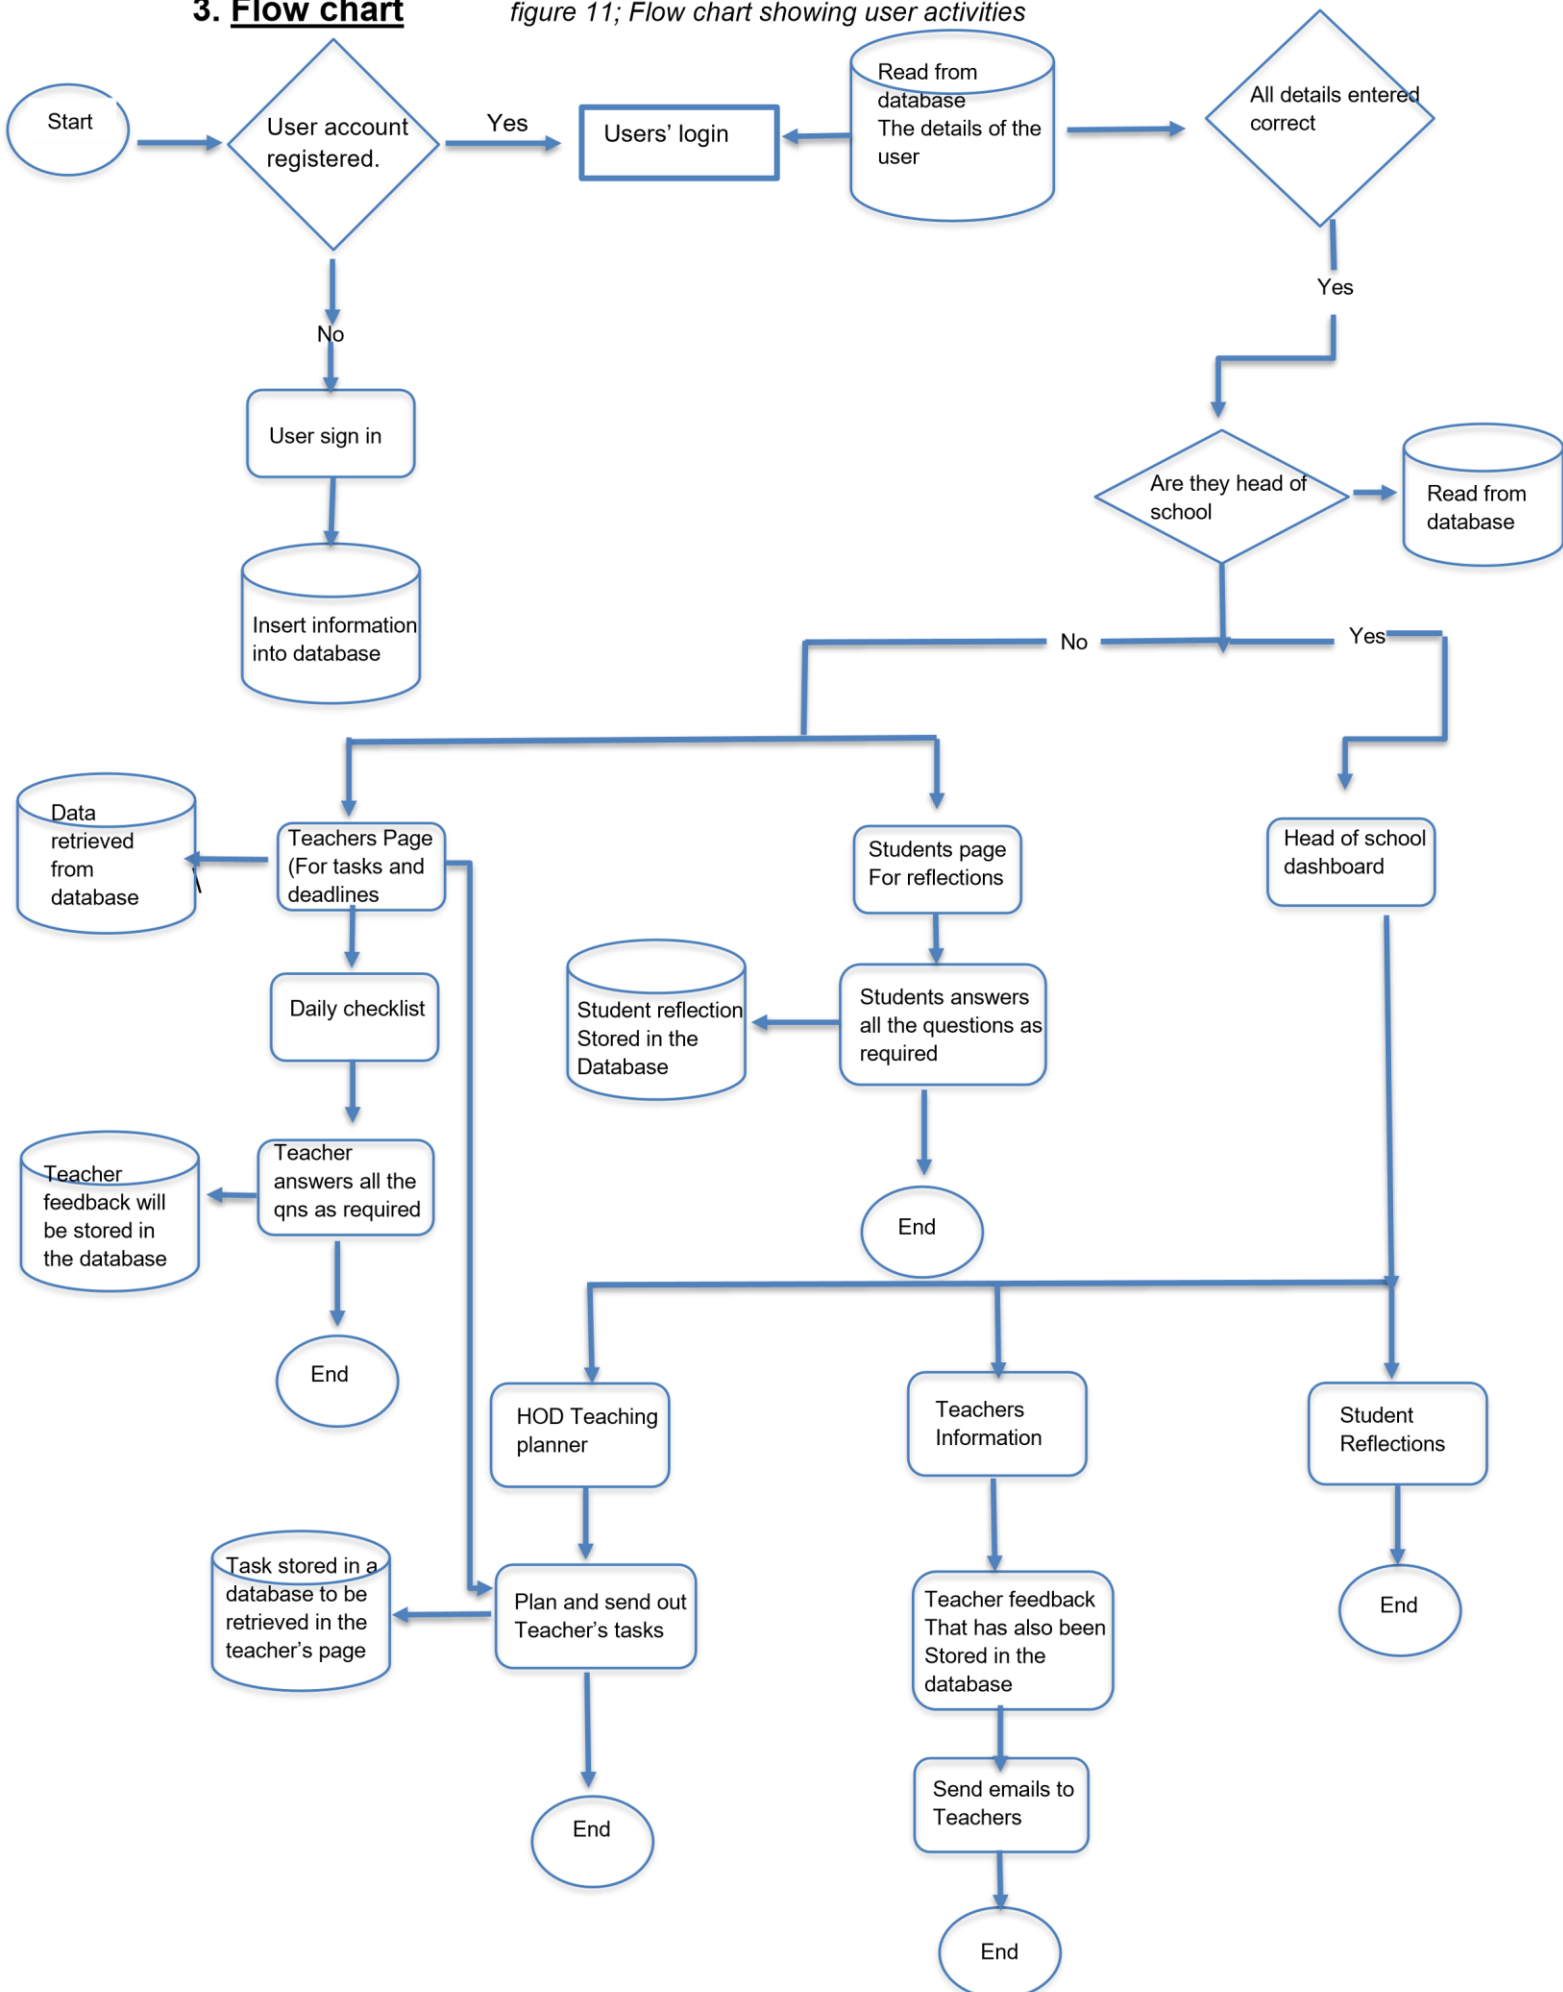 3. Flow chart
figure 11; Flow chart showing user activities
Start
User account
registered.
Yes
Users' login
Read from
database
The details of the
user
All details entered
correct
No
Yes
User sign in
Insert information
into database
Are they head of
school
Read from
database
No
Yes
Data
retrieved
from
database
\
Teachers Page
(For tasks and
deadlines
Students page
For reflections
Head of school
dashboard
Daily checklist
Student reflection
Stored in the
Database
Students answers
all the questions as
required
Teacher
feedback will
be stored in
the database
Teacher
answers all the
qns as required
End
End
HOD Teaching
planner
Teachers
Information
Student
Reflections
Task stored in a
database to be
retrieved in the
teacher's page
Plan and send out
Teacher's tasks
Teacher feedback
That has also been
Stored in the
database
End
Send emails to
Teachers
End
End